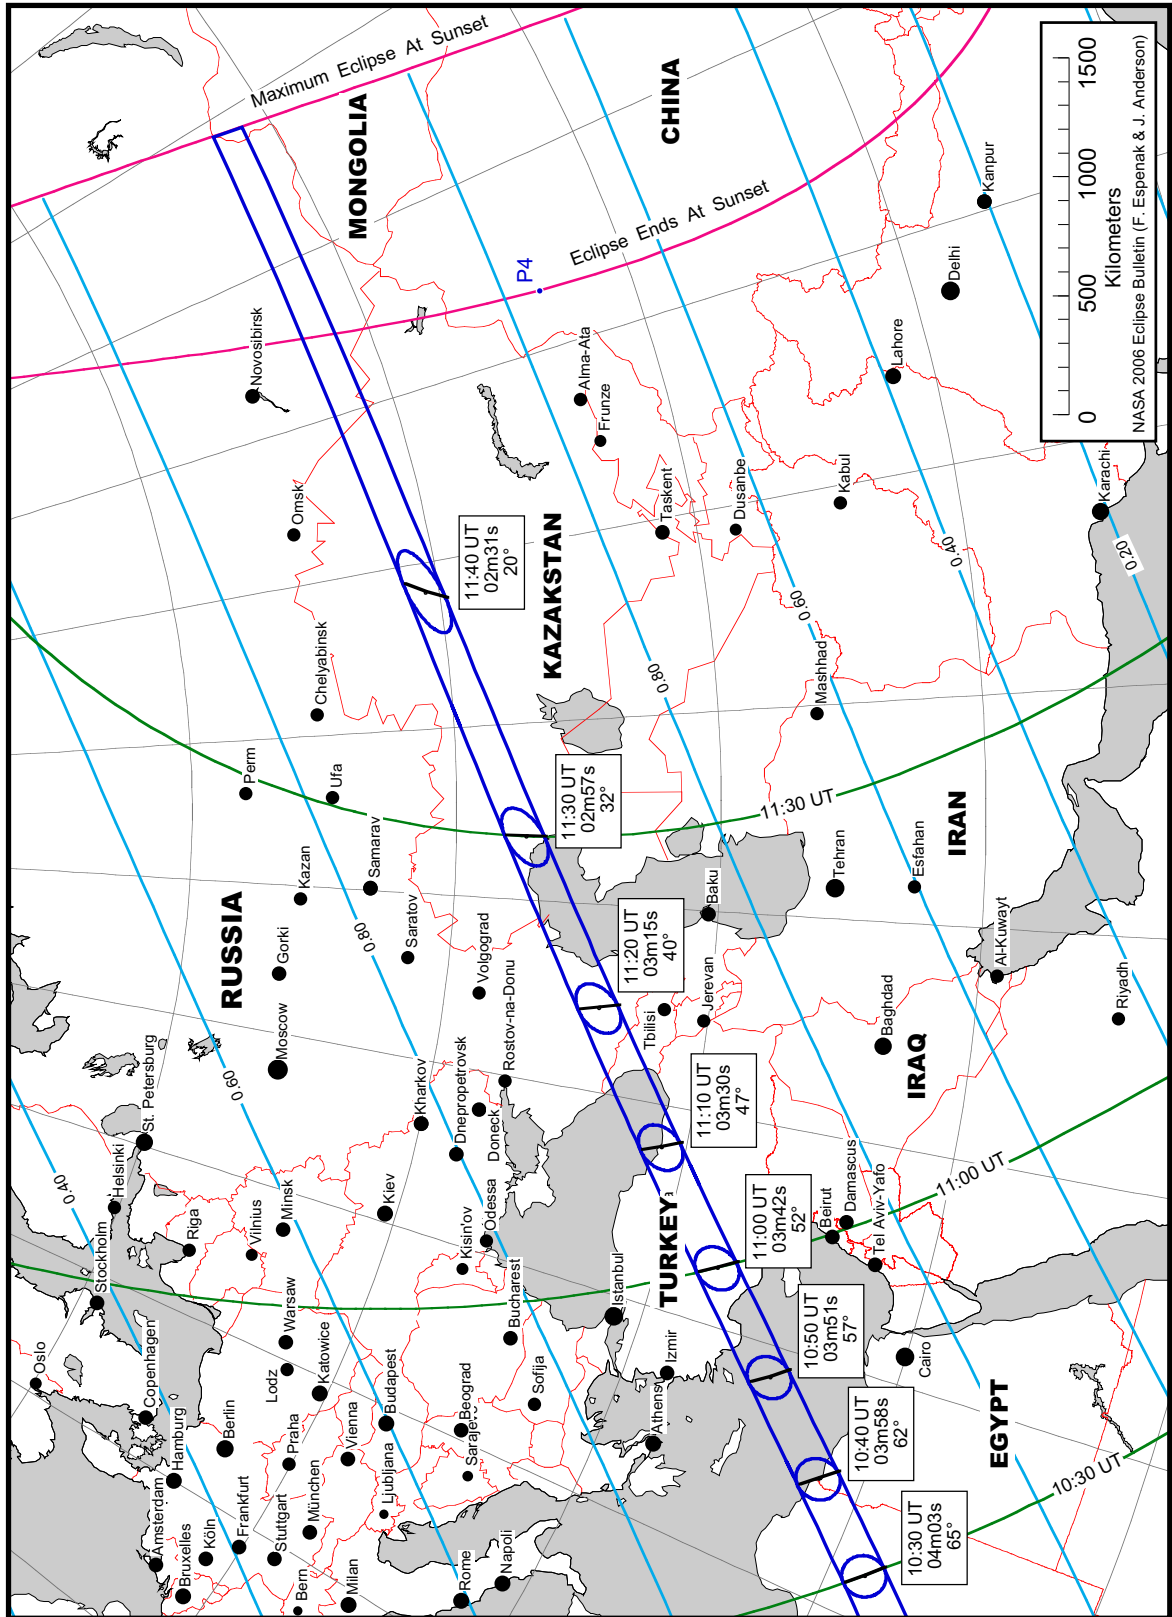 Maximum Eclipse At Sunset
Eclipse Ends At Sunset
P4
MONGOLIA
CHINA
RUSSIA
KAZAKSTAN
TURKEY
IRAN
IRAQ
EGYPT
Novosibirsk
Omsk
Chelyabinsk
Perm
Ufa
Kazan
Samarav
Saratov
Gorki
Moscow
Volgograd
Rostov-na-Donu
St. Petersburg
Helsinki
Kharkov
Dnepropetrovsk
Doneck
Kiev
Minsk
Vilnius
Riga
Stockholm
Oslo
Copenhagen
Hamburg
Berlin
Warsaw
Lodz
Katowice
Praha
Vienna
Budapest
Ljubljana
München
Stuttgart
Frankfurt
Köln
Amsterdam
Bruxelles
Bern
Milan
Rome
Napoli
Sarajevo
Beograd
Sofija
Bucharest
Kisin'ov
Odessa
Istanbul
Izmir
Athens
Cairo
Tel Aviv-Yafo
Beirut
Damascus
Tbilisi
Jerevan
Baku
Baghdad
Al-Kuwayt
Riyadh
Tehran
Esfahan
Mashhad
Dusanbe
Taskent
Kabul
Karachi
Lahore
Delhi
Kanpur
Frunze
Alma-Ata
0.40
0.60
0.80
0.80
0.60
0.40
0.20
10:30 UT
11:00 UT
11:30 UT
10:30 UT
04m03s
65°
10:40 UT
03m58s
62°
10:50 UT
03m51s
57°
11:00 UT
03m42s
52°
11:10 UT
03m30s
47°
11:20 UT
03m15s
40°
11:30 UT
02m57s
32°
11:40 UT
02m31s
20°
0 500 1000 1500
Kilometers
NASA 2006 Eclipse Bulletin (F. Espenak & J. Anderson)